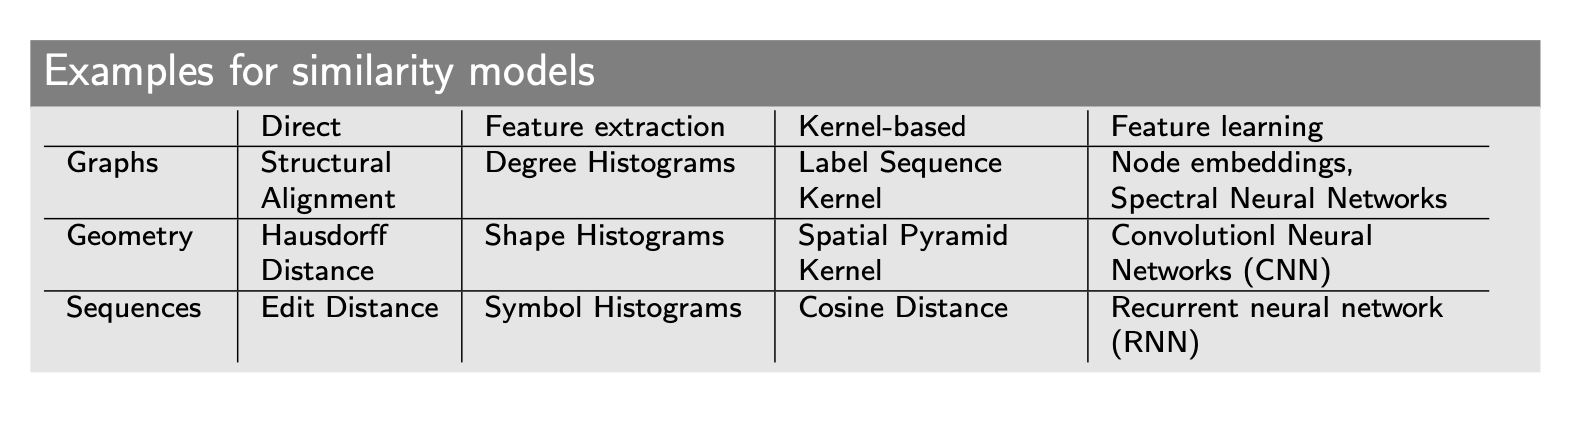 Examples for similarity models
Direct Feature extraction Kernel-based Feature learning
Graphs Structural Degree Histograms Label Sequence Node embeddings,
Alignment Kernel Spectral Neural Networks
Geometry Hausdorff Shape Histograms Spatial Pyramid Convolutionl Neural
Distance Kernel Networks (CNN)
Sequences Edit Distance Symbol Histograms Cosine Distance Recurrent neural network
(RNN)